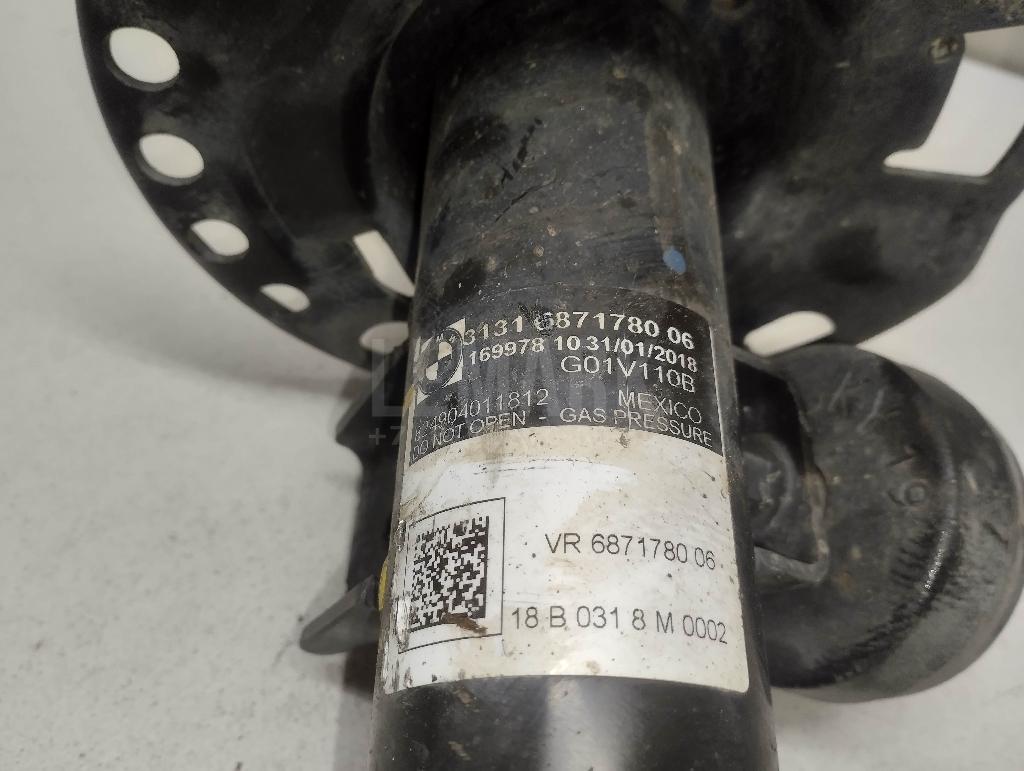 3131 6871780 06
169978 10 31/01/2018
G01V110B
MEXICO
DO NOT OPEN - GAS PRESSURE
VR 6871780 06
18 B 031 8 M 0002